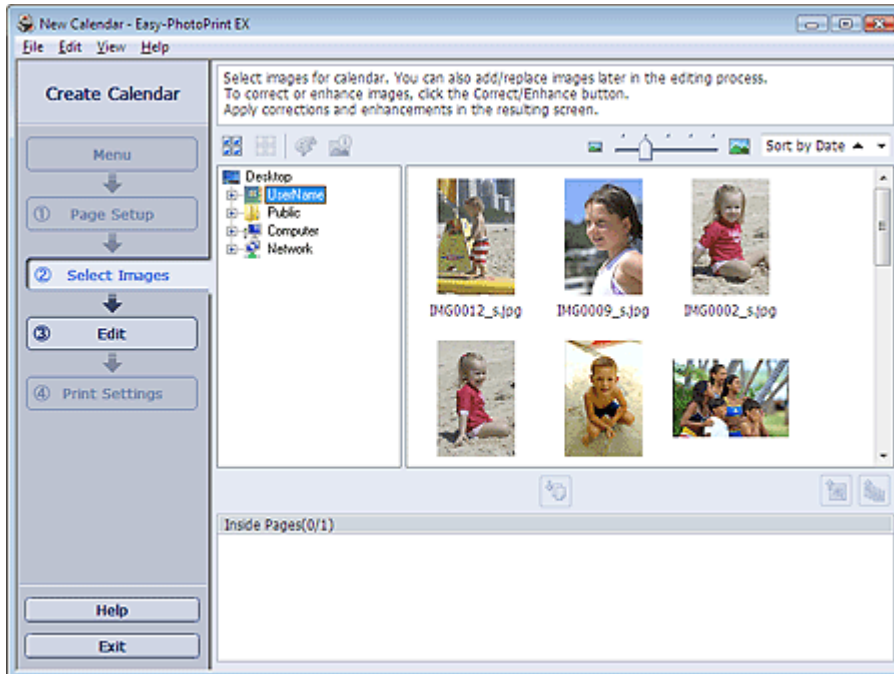 New Calendar - Easy-PhotoPrint EX
File Edit View Help
Create Calendar
Menu
① Page Setup
② Select Images
③ Edit
④ Print Settings
Help
Exit
Select images for calendar. You can also add/replace images later in the editing process.
To correct or enhance images, click the Correct/Enhance button.
Apply corrections and enhancements in the resulting screen.
Sort by Date
Desktop
UserName
Public
Computer
Network
IMG0012_s.jpg IMG0009_s.jpg IMG0002_s.jpg
Inside Pages(0/1)